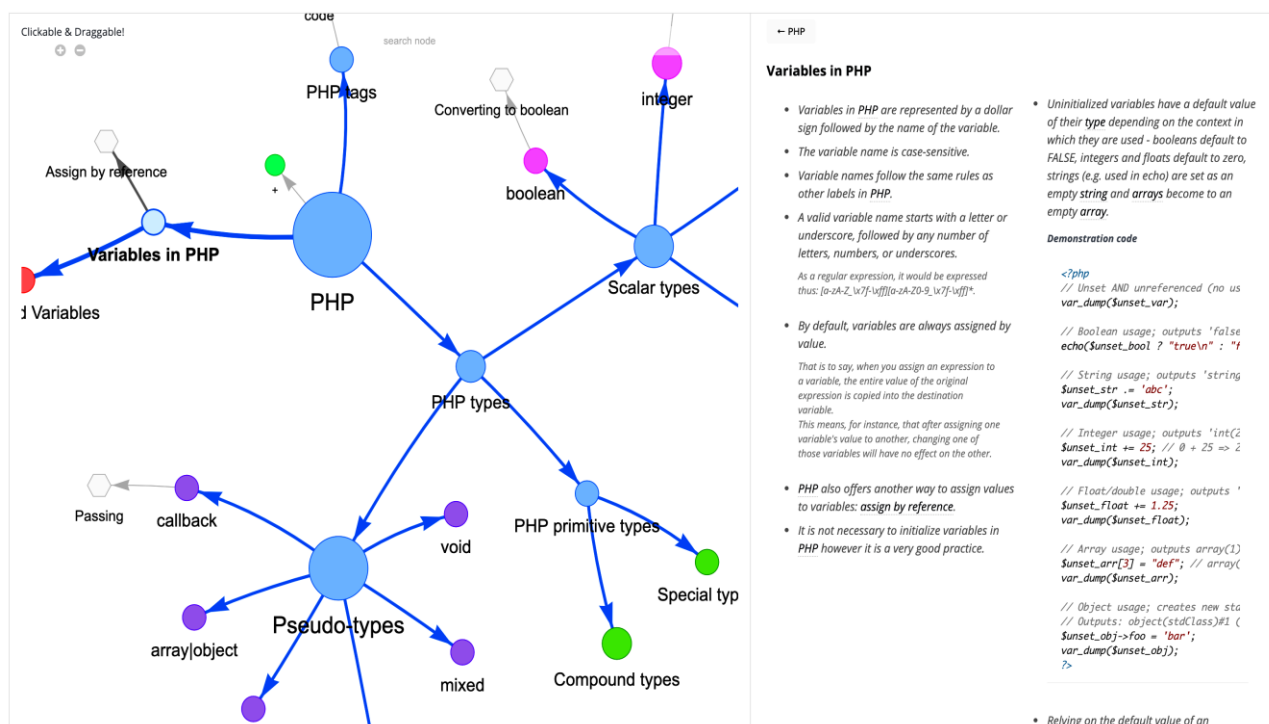 Clickable & Draggable!
code
search node
PHP tags
integer
Converting to boolean
Assign by reference
+
boolean
Variables in PHP
Scalar types
PHP
d Variables
PHP types
Passing
callback
void
PHP primitive types
Special typ
Pseudo-types
array|object
mixed
Compound types
← PHP
Variables in PHP
Variables in PHP are represented by a dollar
sign followed by the name of the variable.
The variable name is case-sensitive.
Variable names follow the same rules as
other labels in PHP.
A valid variable name starts with a letter or
underscore, followed by any number of
letters, numbers, or underscores.
As a regular expression, it would be expressed
thus: [a-zA-Z_\x7f-\xff][a-zA-Z0-9_\x7f-\xff]*.
By default, variables are always assigned by
value.
That is to say, when you assign an expression to
a variable, the entire value of the original
expression is copied into the destination
variable.
This means, for instance, that after assigning one
variable's value to another, changing one of
those variables will have no effect on the other.
PHP also offers another way to assign values
to variables: assign by reference.
It is not necessary to initialize variables in
PHP however it is a very good practice.
Uninitialized variables have a default value
of their type depending on the context in
which they are used - booleans default to
FALSE, integers and floats default to zero,
strings (e.g. used in echo) are set as an
empty string and arrays become to an
empty array.
Demonstration code
<?php
// Unset AND unreferenced (no us
var_dump($unset_var);
// Boolean usage; outputs 'false
echo($unset_bool ? "true\n" : "f
// String usage; outputs 'string
$unset_str .= 'abc';
var_dump($unset_str);
// Integer usage; outputs 'int(2
$unset_int += 25; // 0 + 25 => 2
var_dump($unset_int);
// Float/double usage; outputs '
$unset_float += 1.25;
var_dump($unset_float);
// Array usage; outputs array(1)
$unset_arr[3] = "def"; // array(
var_dump($unset_arr);
// Object usage; creates new std
// Outputs: object(stdClass)#1 (
$unset_obj->foo = 'bar';
var_dump($unset_obj);
?>
Relying on the default value of an